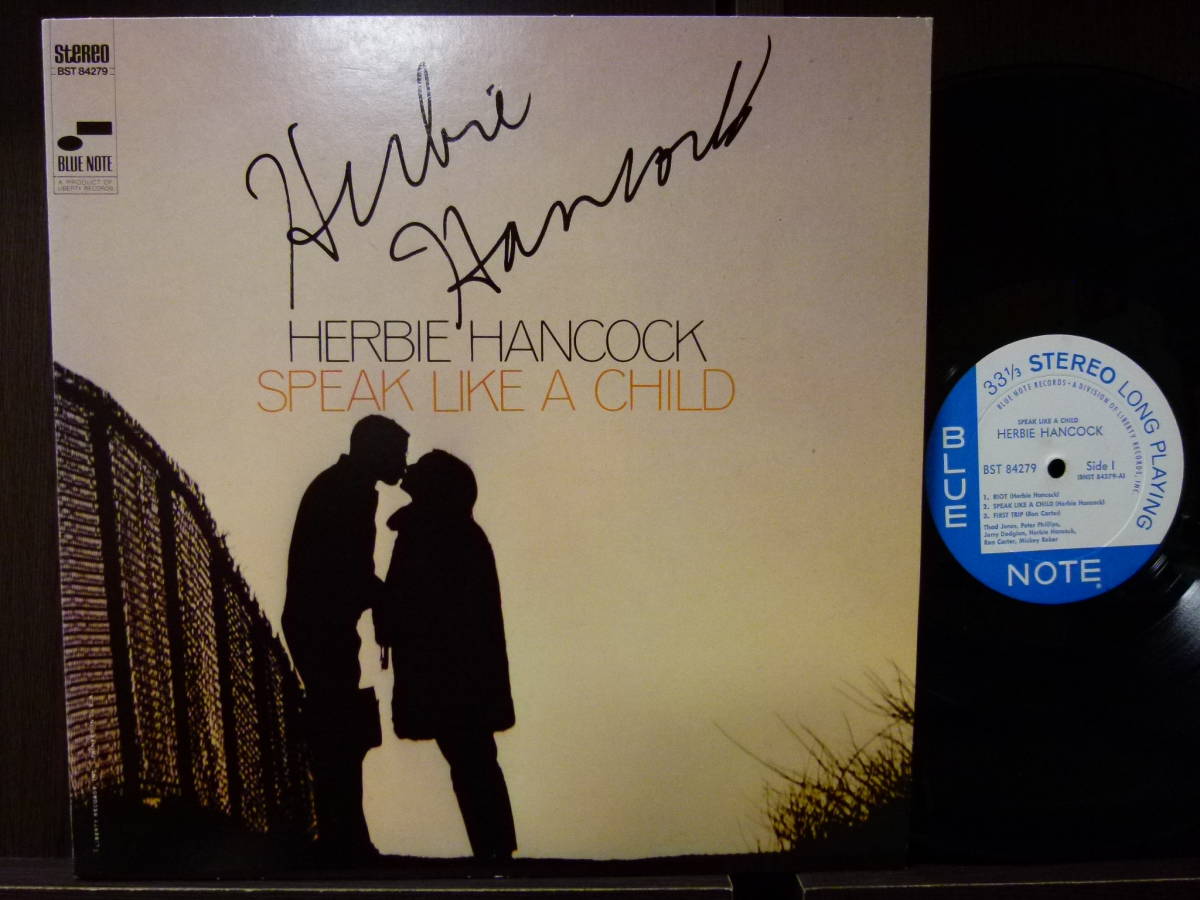 Stereo
BST 84279
BLUE NOTE
A PRODUCT OF
LIBERTY RECORDS
Herbie
Hancock
HERBIE HANCOCK
SPEAK LIKE A CHILD
33 1/3 STEREO LONG PLAYING
BLUE NOTE RECORDS • A DIVISION OF LIBERTY RECORDS, INC.
SPEAK LIKE A CHILD
HERBIE HANCOCK
BST 84279 Side I
(BNST 84279-A)
1. RIOT (Herbie Hancock)
2. SPEAK LIKE A CHILD (Herbie Hancock)
3. FIRST TRIP (Ron Carter)
Thad Jones, Peter Phillips,
Jerry Dodgion, Herbie Hancock,
Ron Carter, Mickey Roker
BLUE
NOTE®